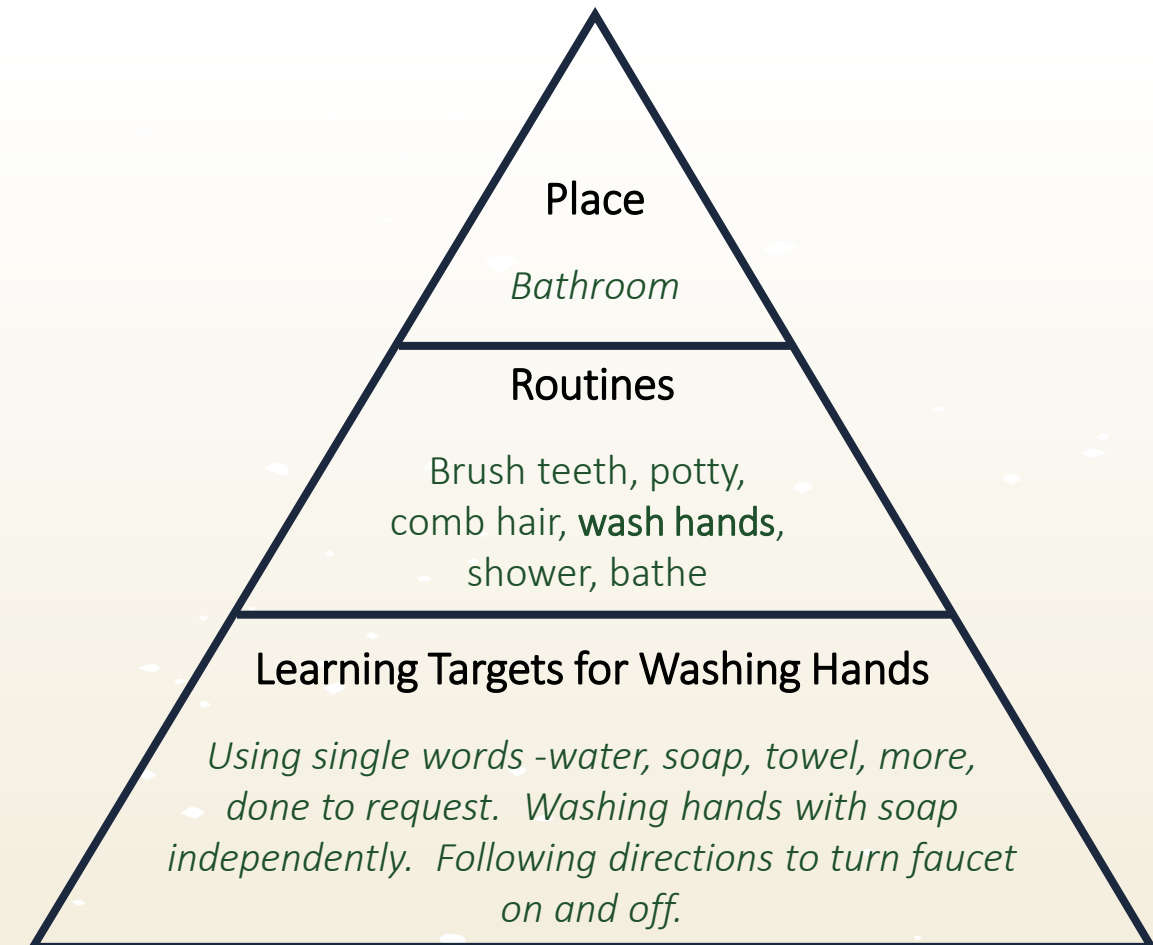 Place
Bathroom
Routines
Brush teeth, potty,
comb hair, wash hands,
shower, bathe
Learning Targets for Washing Hands
Using single words -water, soap, towel, more,
done to request.  Washing hands with soap
independently.  Following directions to turn faucet
on and off.